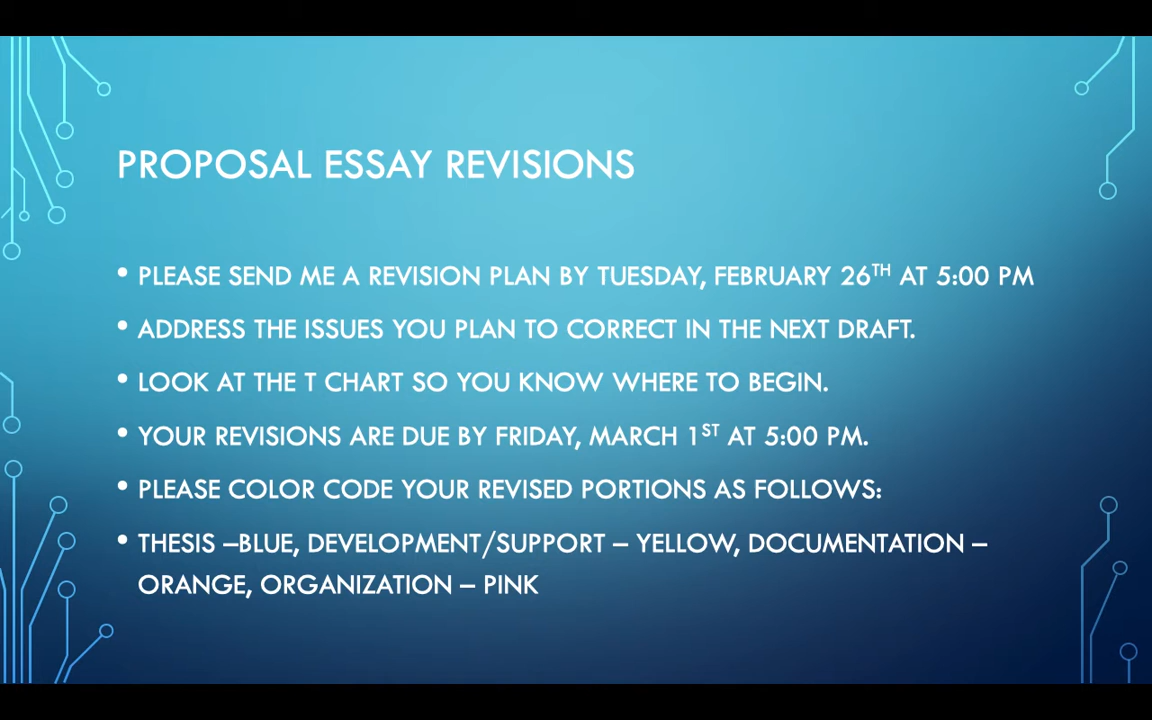 PROPOSAL ESSAY REVISIONS
• PLEASE SEND ME A REVISION PLAN BY TUESDAY, FEBRUARY 26TH AT 5:00 PM
• ADDRESS THE ISSUES YOU PLAN TO CORRECT IN THE NEXT DRAFT.
• LOOK AT THE T CHART SO YOU KNOW WHERE TO BEGIN.
• YOUR REVISIONS ARE DUE BY FRIDAY, MARCH 1ST AT 5:00 PM.
• PLEASE COLOR CODE YOUR REVISED PORTIONS AS FOLLOWS:
• THESIS –BLUE, DEVELOPMENT/SUPPORT – YELLOW, DOCUMENTATION –
ORANGE, ORGANIZATION – PINK